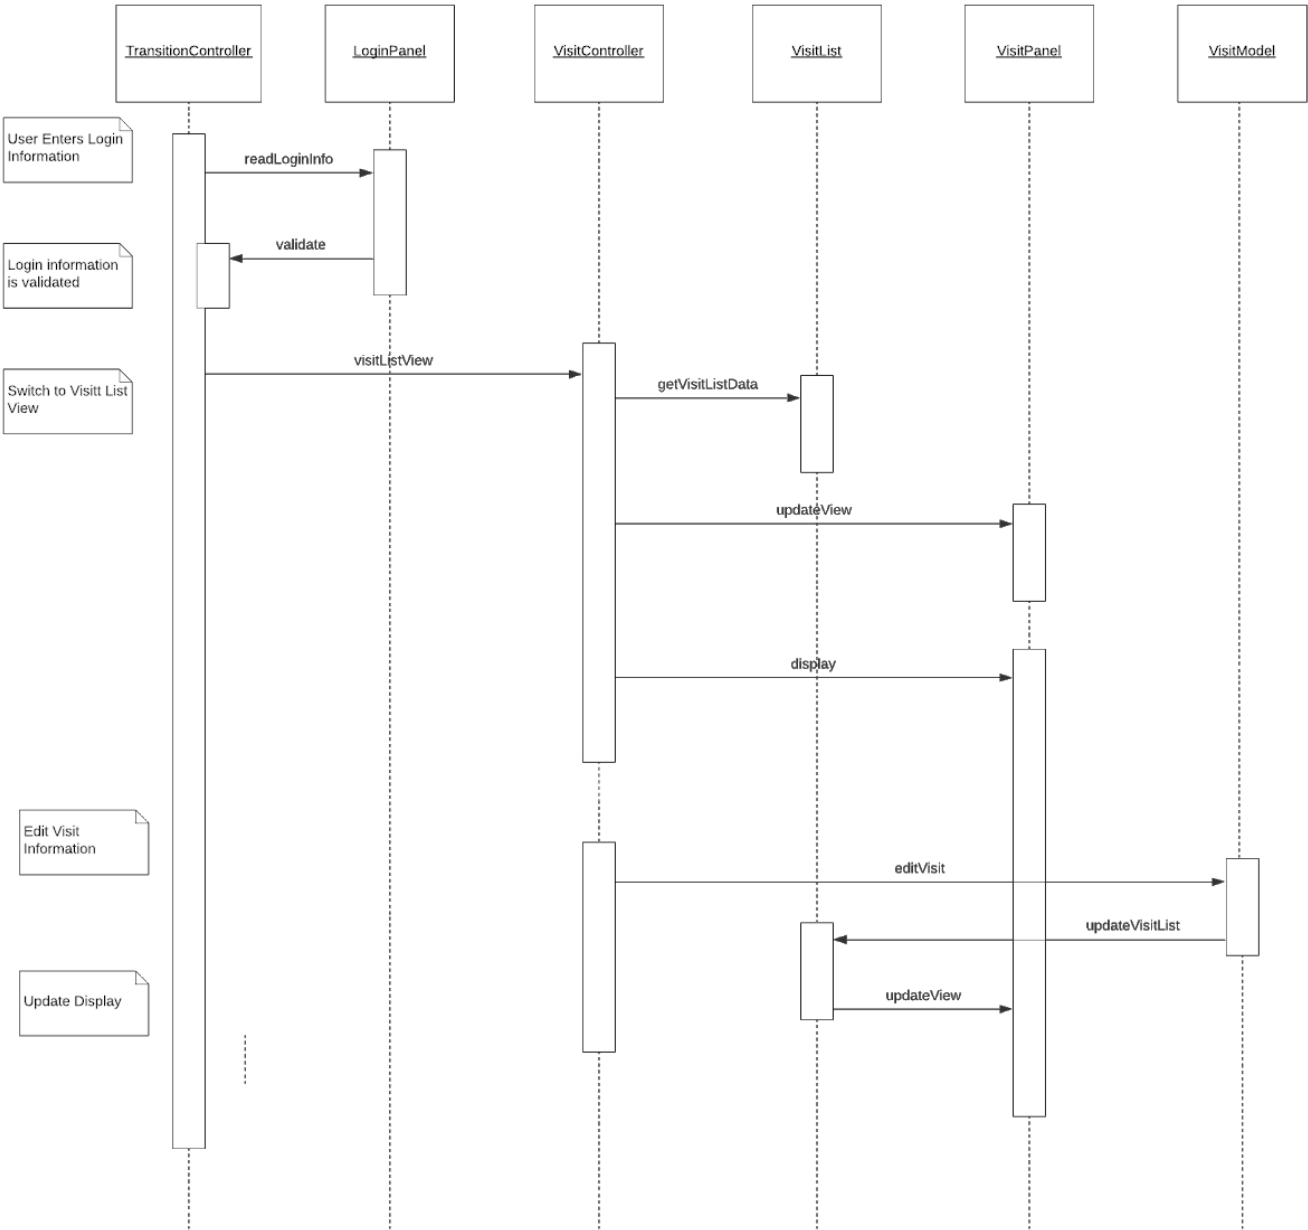 TransitionController
LoginPanel
VisitController
VisitList
VisitPanel
VisitModel
User Enters Login
Information
readLoginInfo
validate
Login information
is validated
visitListView
getVisitListData
Switch to Visitt List
View
updateView
display
Edit Visit
Information
editVisit
updateVisitList
updateView
Update Display